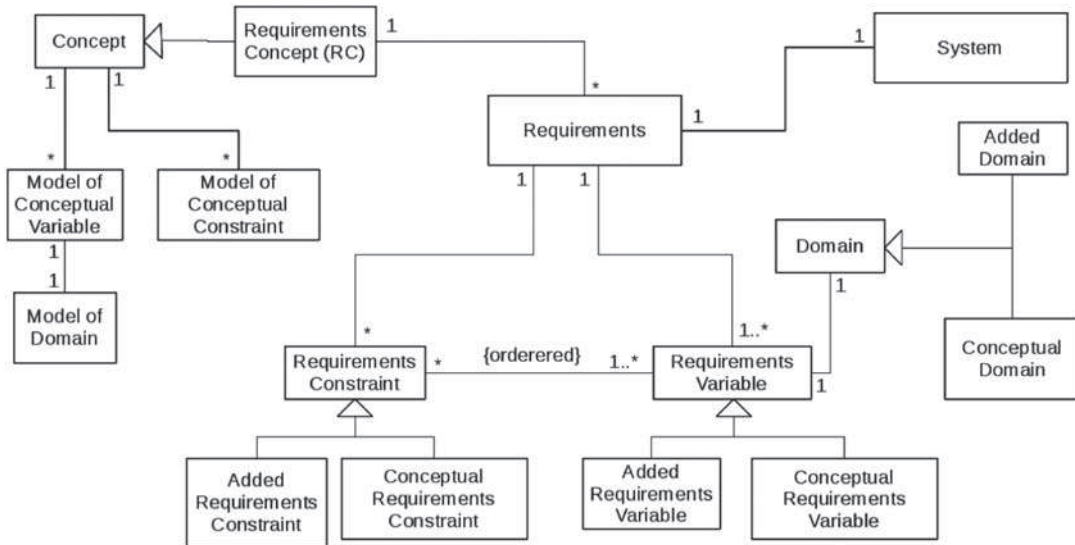 Concept
Requirements
Concept (RC)
System
1
1
1
1
*
1
Requirements
Added
Domain
*
*
1
1
Model of
Conceptual
Variable
Model of
Conceptual
Constraint
Domain
1
1
1
Model of
Domain
*
1..*
Requirements
Constraint
*
{orderered}
1..*
Requirements
Variable
1
Conceptual
Domain
Added
Requirements
Constraint
Conceptual
Requirements
Constraint
Added
Requirements
Variable
Conceptual
Requirements
Variable